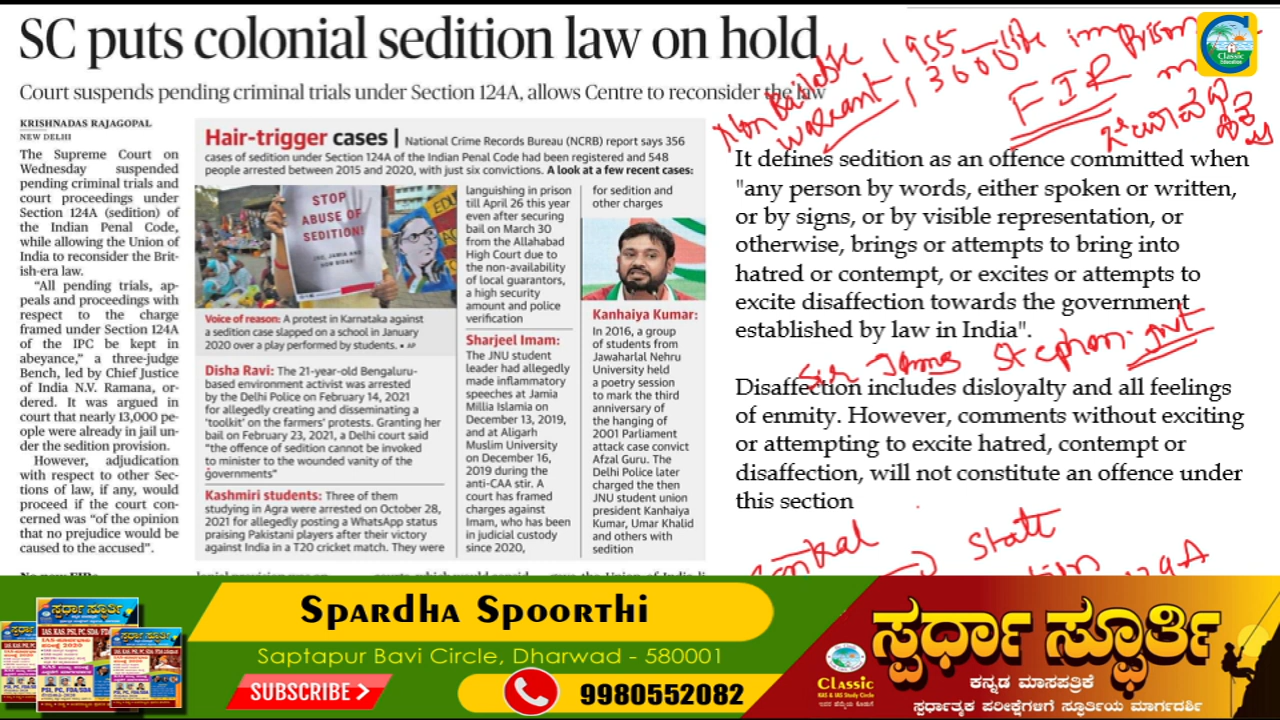 SC puts colonial sedition law on hold
Court suspends pending criminal trials under Section 124A, allows Centre to reconsider the law
KRISHNADAS RAJAGOPAL
NEW DELHI
The Supreme Court on
Wednesday suspended
pending criminal trials and
court proceedings under
Section 124A (sedition) of
the Indian Penal Code,
while allowing the Union of
India to reconsider the Brit-
ish-era law.
“All pending trials, ap-
peals and proceedings with
respect to the charge
framed under Section 124A
of the IPC be kept in
abeyance,” a three-judge
Bench, led by Chief Justice
of India N.V. Ramana, or-
dered. It was argued in
court that nearly 13,000 peo-
ple were already in jail un-
der the sedition provision.
However, adjudication
with respect to other Sec-
tions of law, if any, would
proceed if the court con-
cerned was “of the opinion
that no prejudice would be
caused to the accused”.
Hair-trigger cases | National Crime Records Bureau (NCRB) report says 356
cases of sedition under Section 124A of the Indian Penal Code had been registered and 548
people arrested between 2015 and 2020, with just six convictions. A look at a few recent cases:
STOP
ABUSE OF
SEDITION!
Voice of reason: A protest in Karnataka against
a sedition case slapped on a school in January
2020 over a play performed by students. • AP
Disha Ravi: The 21-year-old Bengaluru-
based environment activist was arrested
by the Delhi Police on February 14, 2021
for allegedly creating and disseminating a
'toolkit' on the farmers' protests. Granting her
bail on February 23, 2021, a Delhi court said
“the offence of sedition cannot be invoked
to minister to the wounded vanity of the
governments”
Kashmiri students: Three of them
studying in Agra were arrested on October 28,
2021 for allegedly posting a WhatsApp status
praising Pakistani players after their victory
against India in a T20 cricket match. They were
languishing in prison
till April 26 this year
even after securing
bail on March 30
from the Allahabad
High Court due to
the non-availability
of local guarantors,
a high security
amount and police
verification
Sharjeel Imam:
The JNU student
leader had allegedly
made inflammatory
speeches at Jamia
Millia Islamia on
December 13, 2019,
and at Aligarh
Muslim University
on December 16,
2019 during the
anti-CAA stir. A
court has framed
charges against
Imam, who has been
in judicial custody
since 2020,
for sedition and
other charges
Kanhaiya Kumar:
In 2016, a group
of students from
Jawaharlal Nehru
University held
a poetry session
to mark the third
anniversary of
the hanging of
2001 Parliament
attack case convict
Afzal Guru. The
Delhi Police later
charged the then
JNU student union
president Kanhaiya
Kumar, Umar Khalid
and others with
sedition
Non Bailable 1955
warrant
FIR
It defines sedition as an offence committed when
"any person by words, either spoken or written,
or by signs, or by visible representation, or
otherwise, brings or attempts to bring into
hatred or contempt, or excites or attempts to
excite disaffection towards the government
established by law in India".
Sir James Stephen
Disaffection includes disloyalty and all feelings
of enmity. However, comments without exciting
or attempting to excite hatred, contempt or
disaffection, will not constitute an offence under
this section
State
Classic
Education
Spardha Spoorthi
Saptapur Bavi Circle, Dharwad - 580001
SUBSCRIBE
9980552082
ಸ್ಪರ್ಧಾ ಸ್ಫೂರ್ತಿ
ಕನ್ನಡ ಮಾಸಪತ್ರಿಕೆ
ಸ್ಪರ್ಧಾತ್ಮಕ ಪರೀಕ್ಷೆಗಳಿಗೆ ಸ್ಫೂರ್ತಿಯ ಮಾರ್ಗದರ್ಶಿ
Classic
KAS & IAS Study Circle